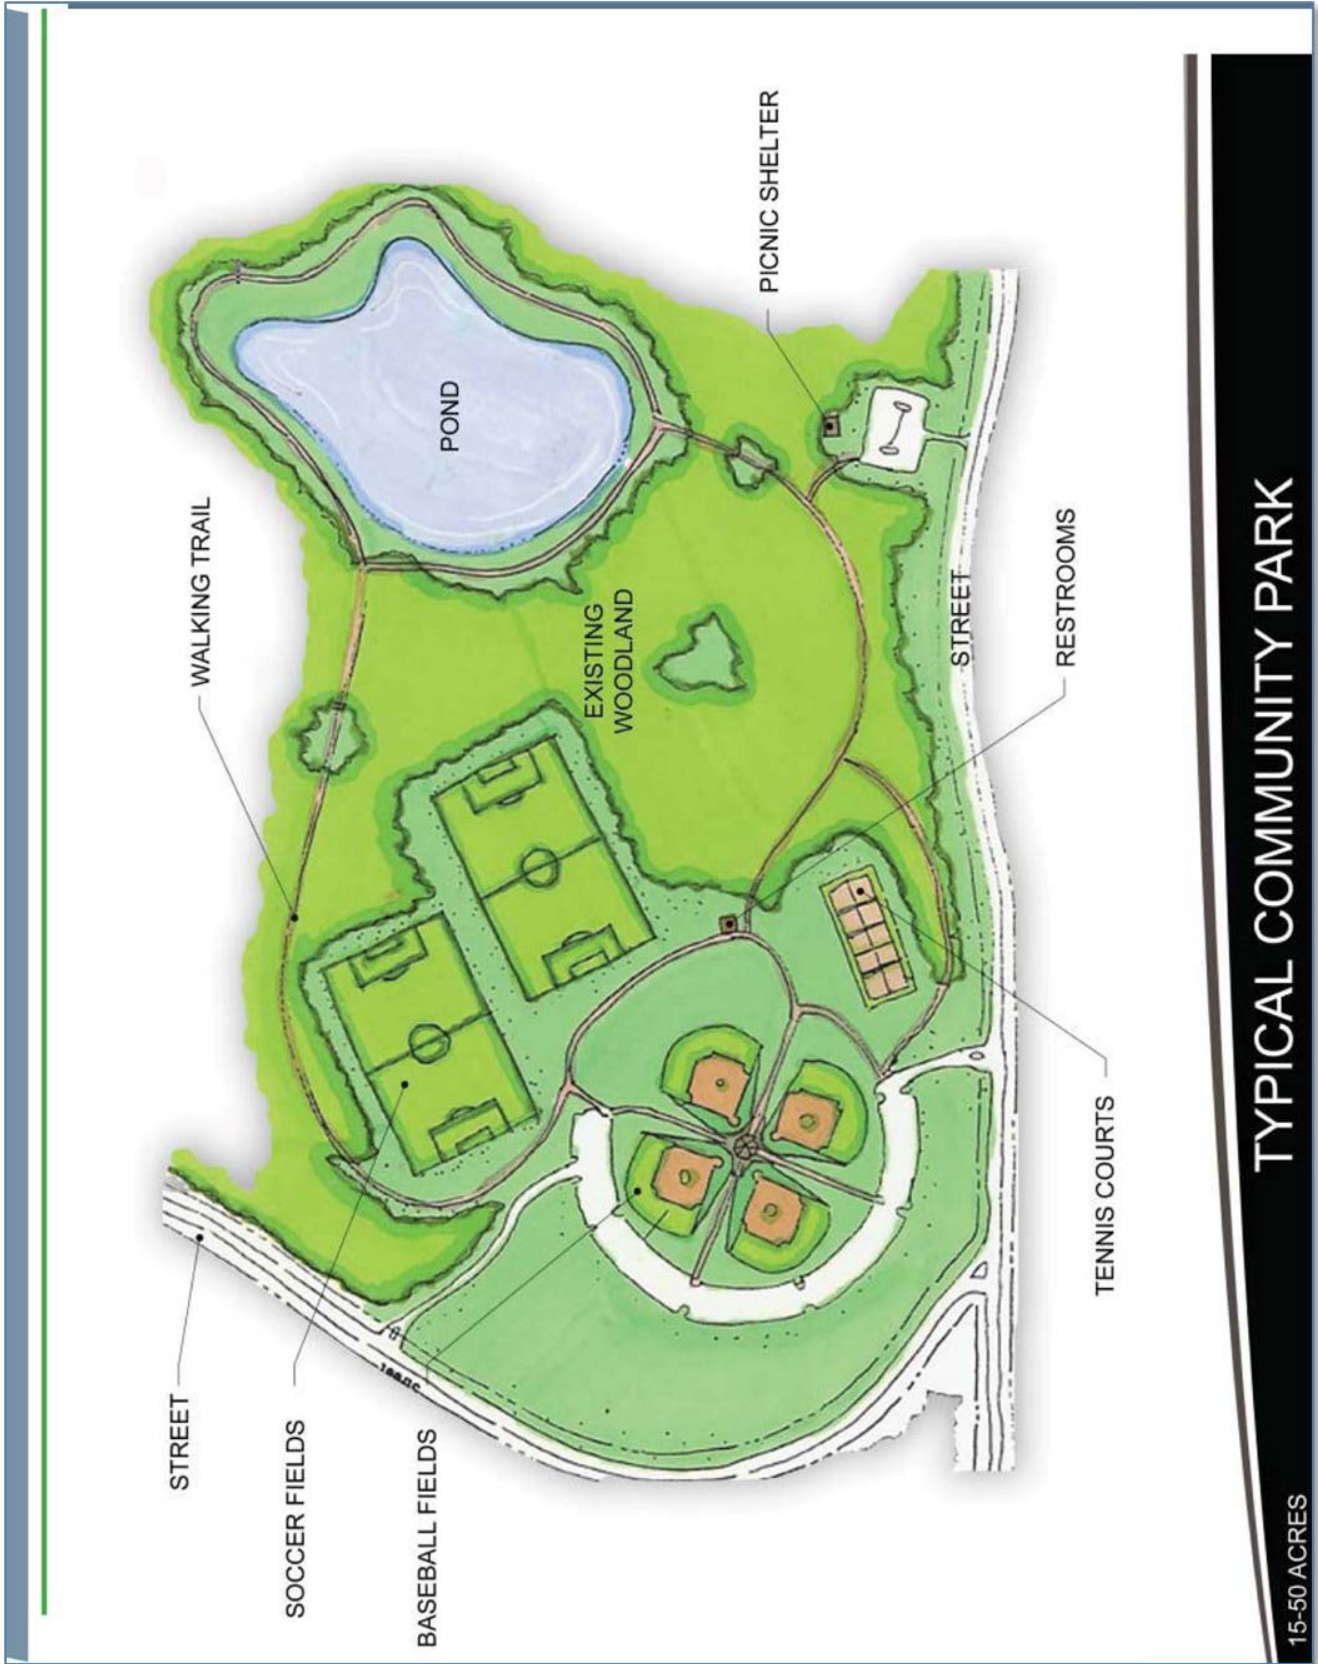 STREET
WALKING TRAIL
SOCCER FIELDS
BASEBALL FIELDS
POND
EXISTING
WOODLAND
PICNIC SHELTER
STREET
RESTROOMS
TENNIS COURTS
TYPICAL COMMUNITY PARK
15-50 ACRES